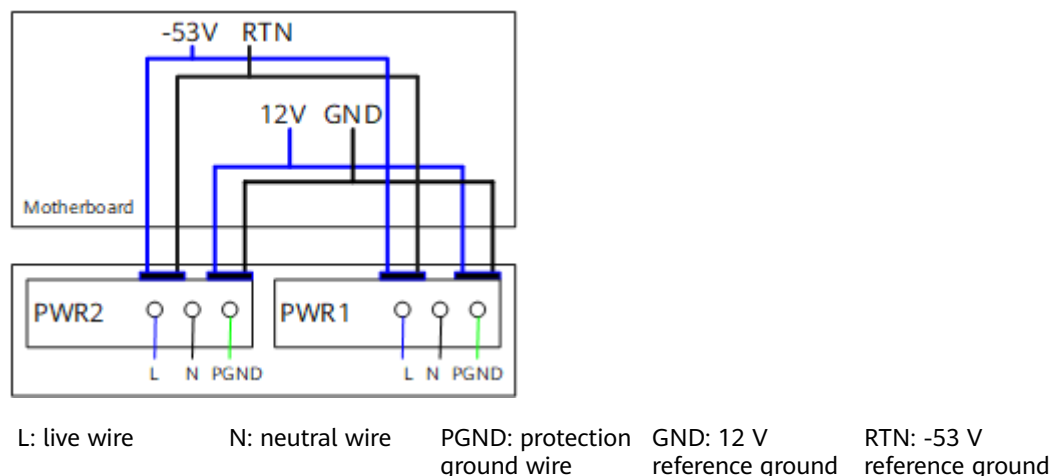 -53V RTN
12V GND
Motherboard
PWR2
PWR1
L N PGND
L N PGND
L: live wire
N: neutral wire
PGND: protection
ground wire
GND: 12 V
reference ground
RTN: -53 V
reference ground